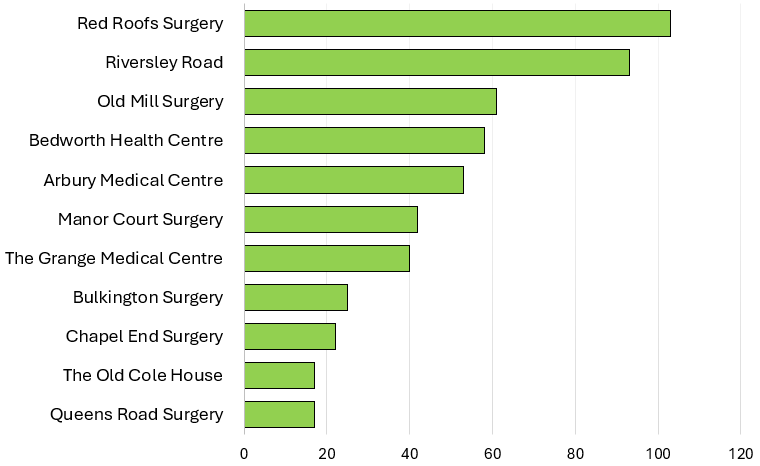 Red Roofs Surgery
Riversley Road
Old Mill Surgery
Bedworth Health Centre
Arbury Medical Centre
Manor Court Surgery
The Grange Medical Centre
Bulkington Surgery
Chapel End Surgery
The Old Cole House
Queens Road Surgery
0 20 40 60 80 100 120